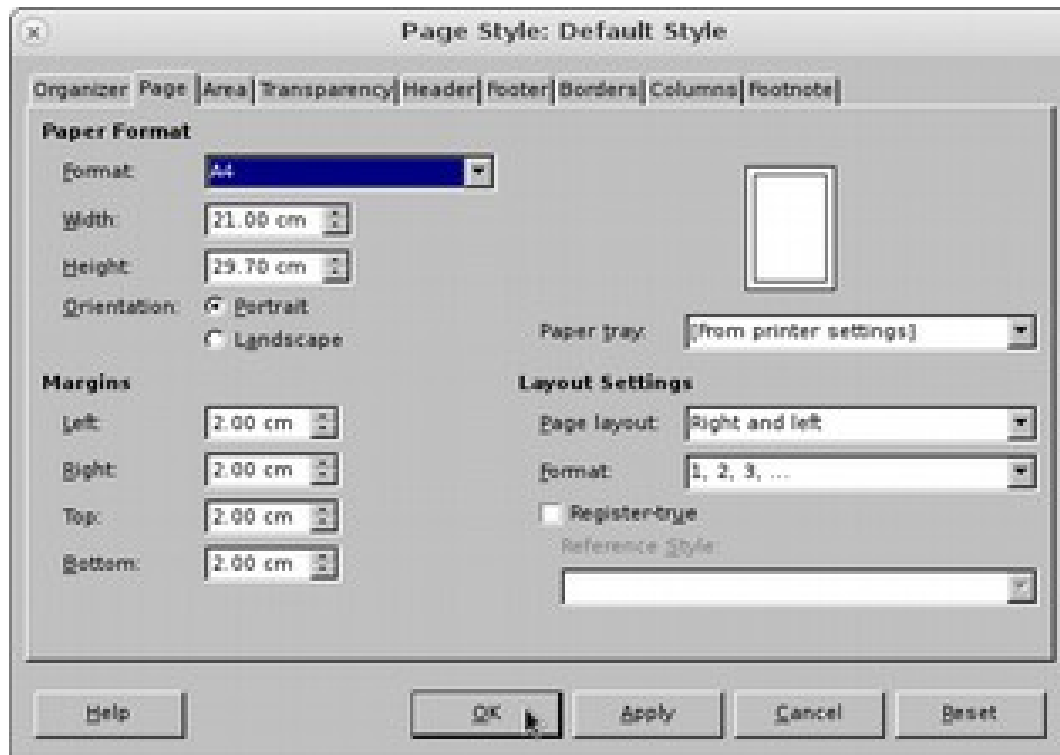 Page Style: Default Style
Organizer Page Area Transparency Header Footer Borders Columns Footnote
Paper Format
Format: A4
Width: 21.00 cm
Height: 29.70 cm
Orientation: Portrait
Landscape
Paper tray: [From printer settings]
Margins
Left: 2.00 cm
Right: 2.00 cm
Top: 2.00 cm
Bottom: 2.00 cm
Layout Settings
Page layout: Right and left
Format: 1, 2, 3, ...
Register-true
Reference Style:
Help OK Apply Cancel Reset